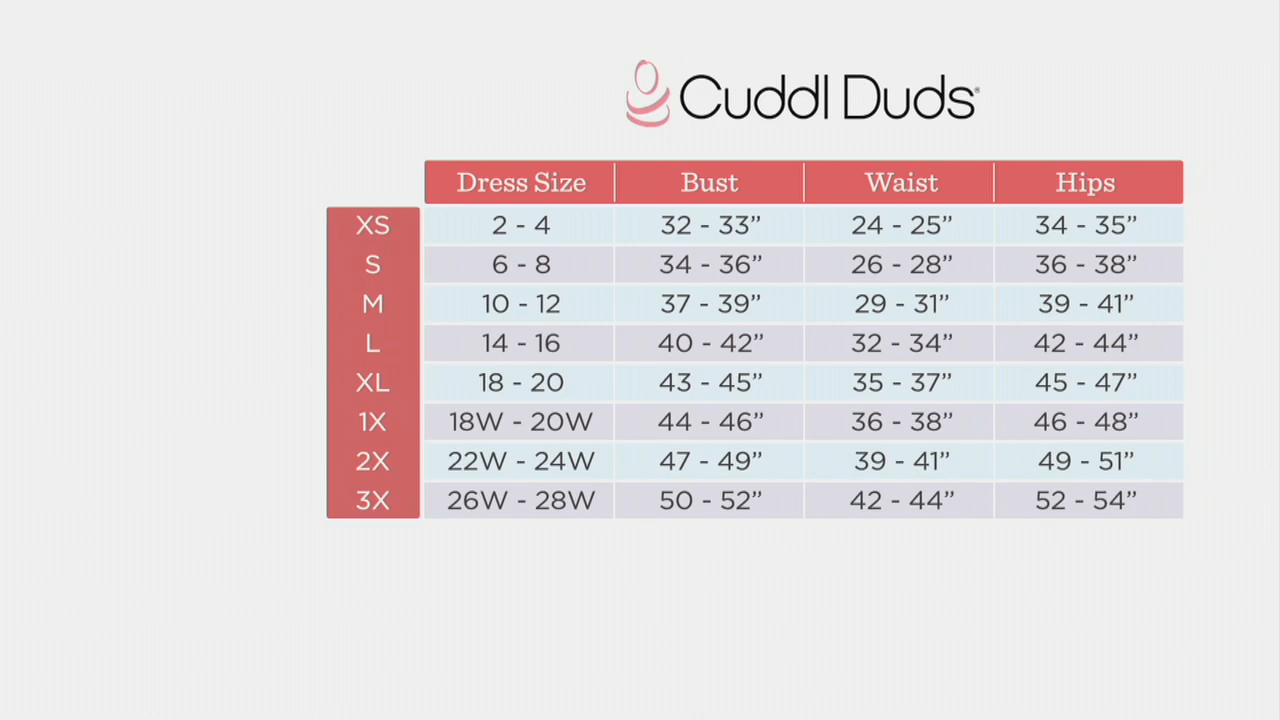 Cuddl Duds®
Dress Size Bust Waist Hips
XS 2 - 4 32 - 33” 24 - 25” 34 - 35”
S 6 - 8 34 - 36” 26 - 28” 36 - 38”
M 10 - 12 37 - 39” 29 - 31” 39 - 41”
L 14 - 16 40 - 42” 32 - 34” 42 - 44”
XL 18 - 20 43 - 45” 35 - 37” 45 - 47”
1X 18W - 20W 44 - 46” 36 - 38” 46 - 48”
2X 22W - 24W 47 - 49” 39 - 41” 49 - 51”
3X 26W - 28W 50 - 52” 42 - 44” 52 - 54”